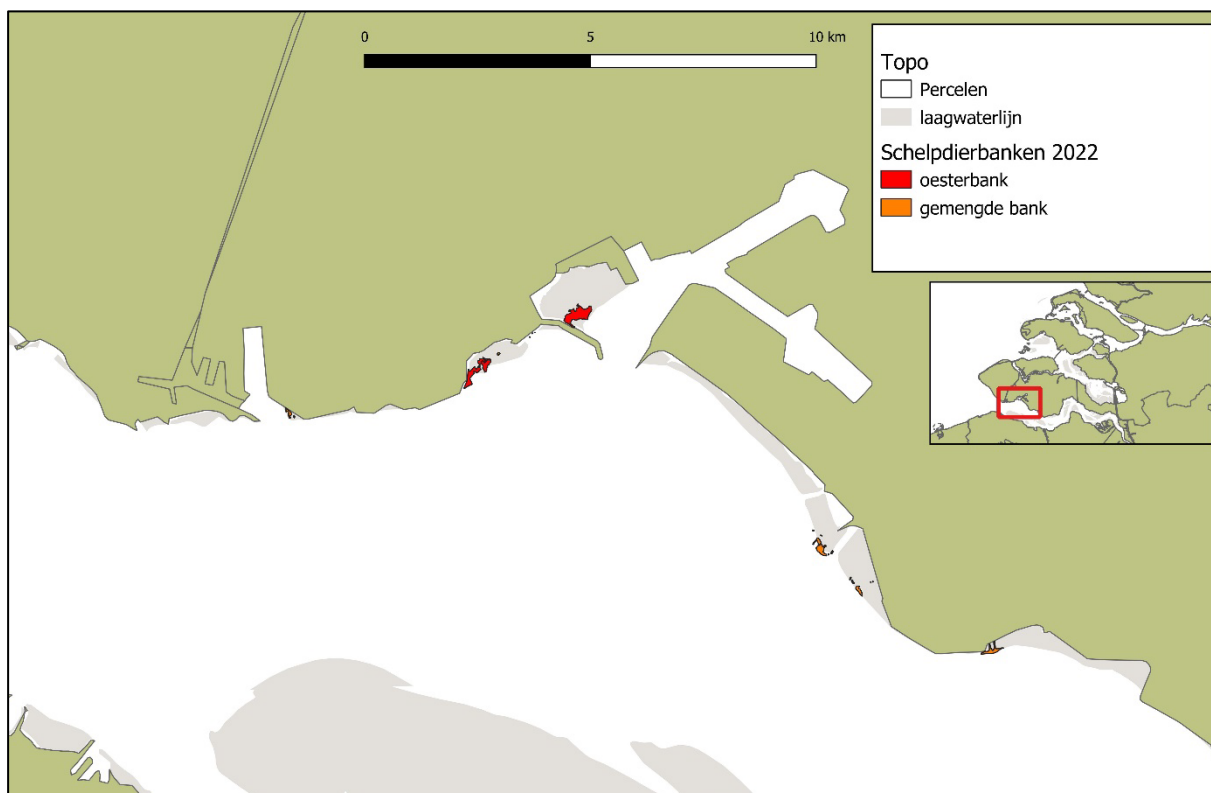 0 5 10 km
Topo
Percelen
laagwaterlijn
Schelpdierbanken 2022
oesterbank
gemengde bank